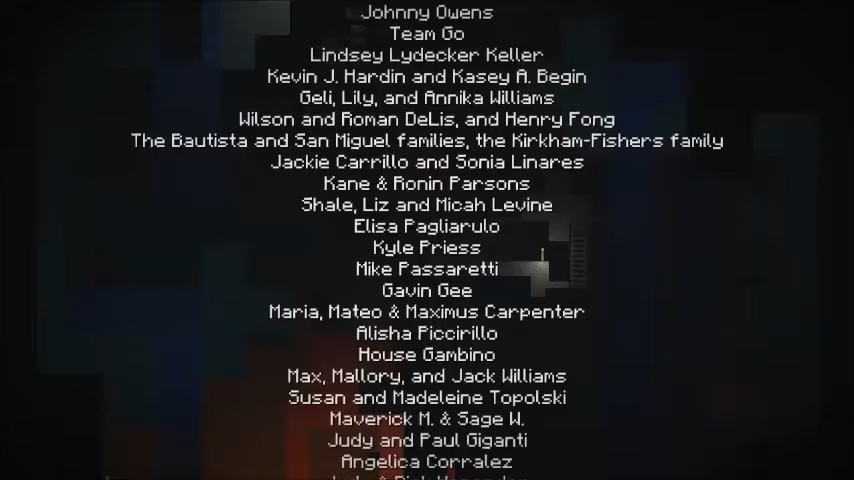 Johnny Owens
Team Go
Lindsey Lydecker Keller
Kevin J. Hardin and Kasey A. Begin
Geli, Lily, and Annika Williams
Wilson and Roman DeLis, and Henry Fong
The Bautista and San Miguel families, the Kirkham-Fishers family
Jackie Carrillo and Sonia Linares
Kane & Ronin Parsons
Shale, Liz and Micah Levine
Elisa Pagliarulo
Kyle Priess
Mike Passaretti
Gavin Gee
Maria, Mateo & Maximus Carpenter
Alisha Piccirillo
House Gambino
Max, Mallory, and Jack Williams
Susan and Madeleine Topolski
Maverick M. & Sage W.
Judy and Paul Giganti
Angelica Corralez